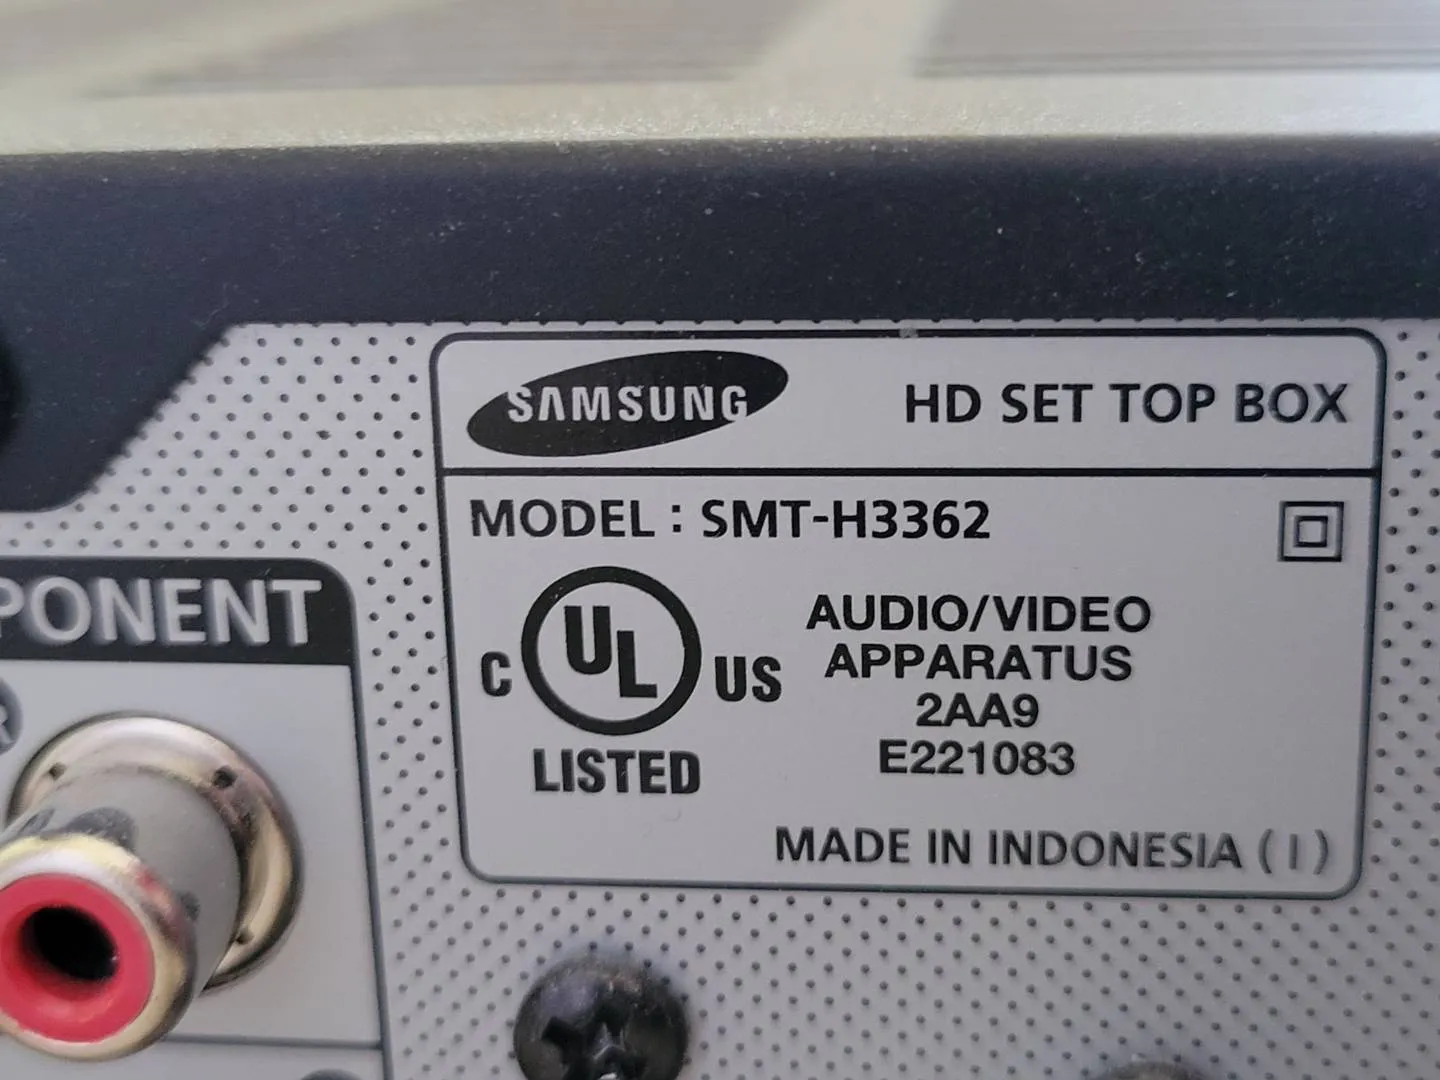 SAMSUNG HD SET TOP BOX
MODEL : SMT-H3362
C UL US
LISTED
AUDIO/VIDEO
APPARATUS
2AA9
E221083
MADE IN INDONESIA ( I )
PONENT
R